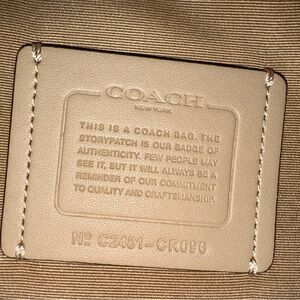 COACH
NEW YORK
THIS IS A COACH BAG. THE
STORYPATCH IS OUR BADGE OF
AUTHENTICITY. FEW PEOPLE MAY
SEE IT. BUT IT WILL ALWAYS BE A
REMINDER OF OUR COMMITMENT
TO QUALITY AND CRAFTSMANSHIP.
Nº C2461-CR096